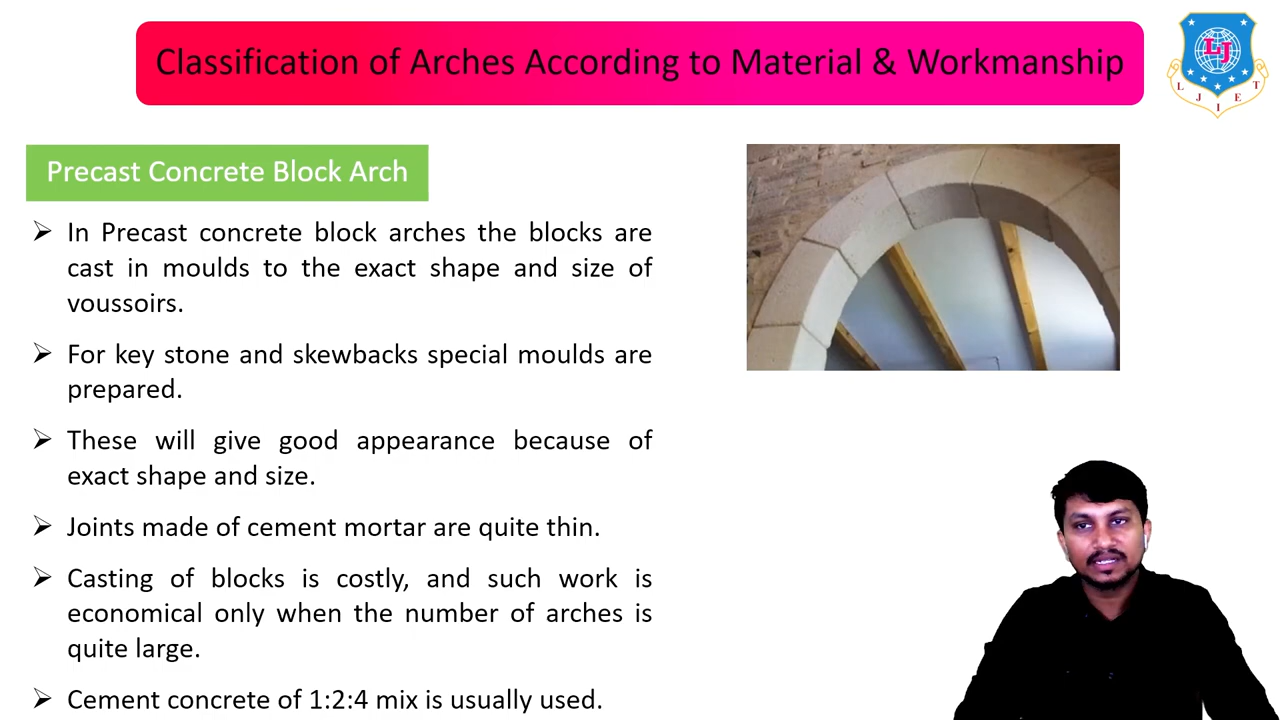 Classification of Arches According to Material & Workmanship
LJ
L J I E T
Precast Concrete Block Arch
➢ In Precast concrete block arches the blocks are
cast in moulds to the exact shape and size of
voussoirs.
➢ For key stone and skewbacks special moulds are
prepared.
➢ These will give good appearance because of
exact shape and size.
➢ Joints made of cement mortar are quite thin.
➢ Casting of blocks is costly, and such work is
economical only when the number of arches is
quite large.
➢ Cement concrete of 1:2:4 mix is usually used.